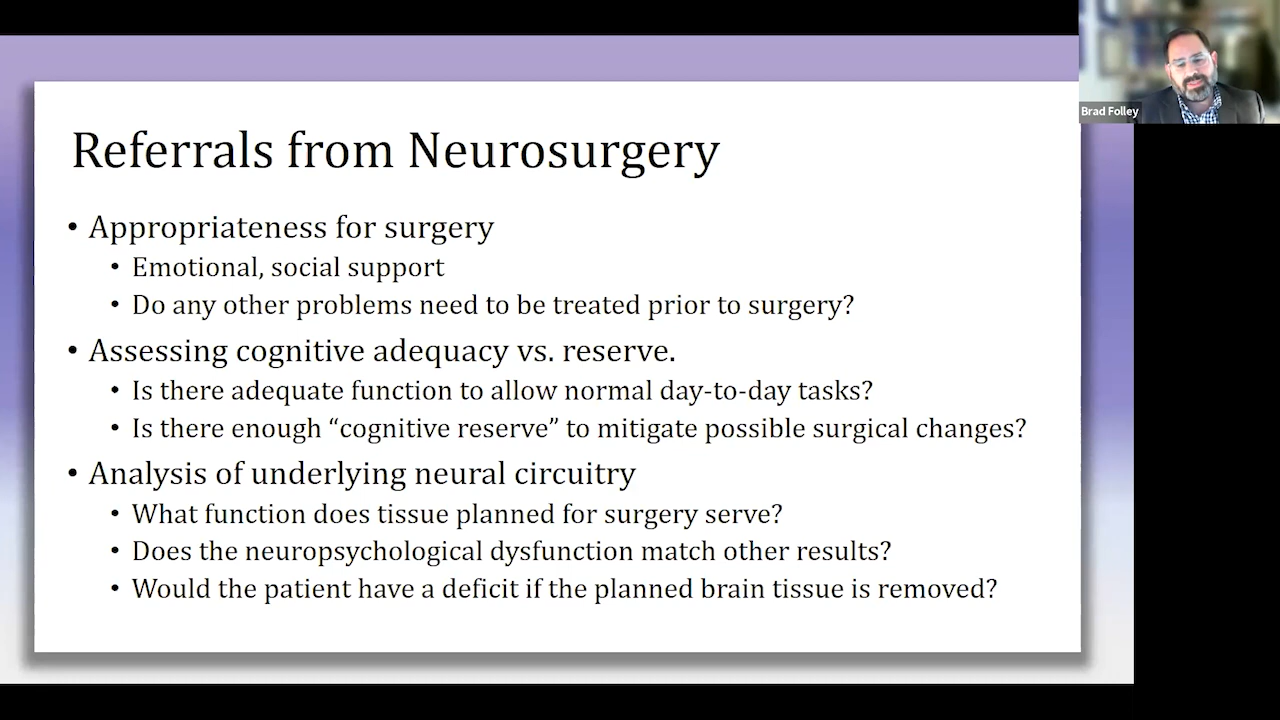 Brad Folley
Referrals from Neurosurgery
• Appropriateness for surgery
• Emotional, social support
• Do any other problems need to be treated prior to surgery?
• Assessing cognitive adequacy vs. reserve.
• Is there adequate function to allow normal day-to-day tasks?
• Is there enough “cognitive reserve” to mitigate possible surgical changes?
• Analysis of underlying neural circuitry
• What function does tissue planned for surgery serve?
• Does the neuropsychological dysfunction match other results?
• Would the patient have a deficit if the planned brain tissue is removed?